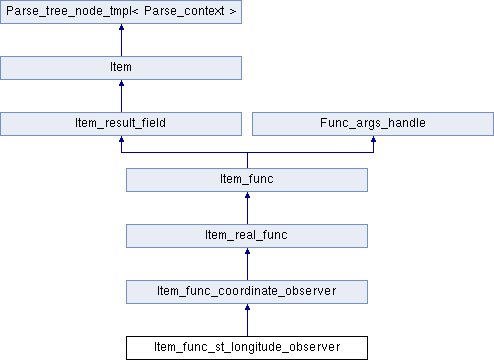 Parse_tree_node_tmpl< Parse_context >
Item
Item_result_field
Func_args_handle
Item_func
Item_real_func
Item_func_coordinate_observer
Item_func_st_longitude_observer